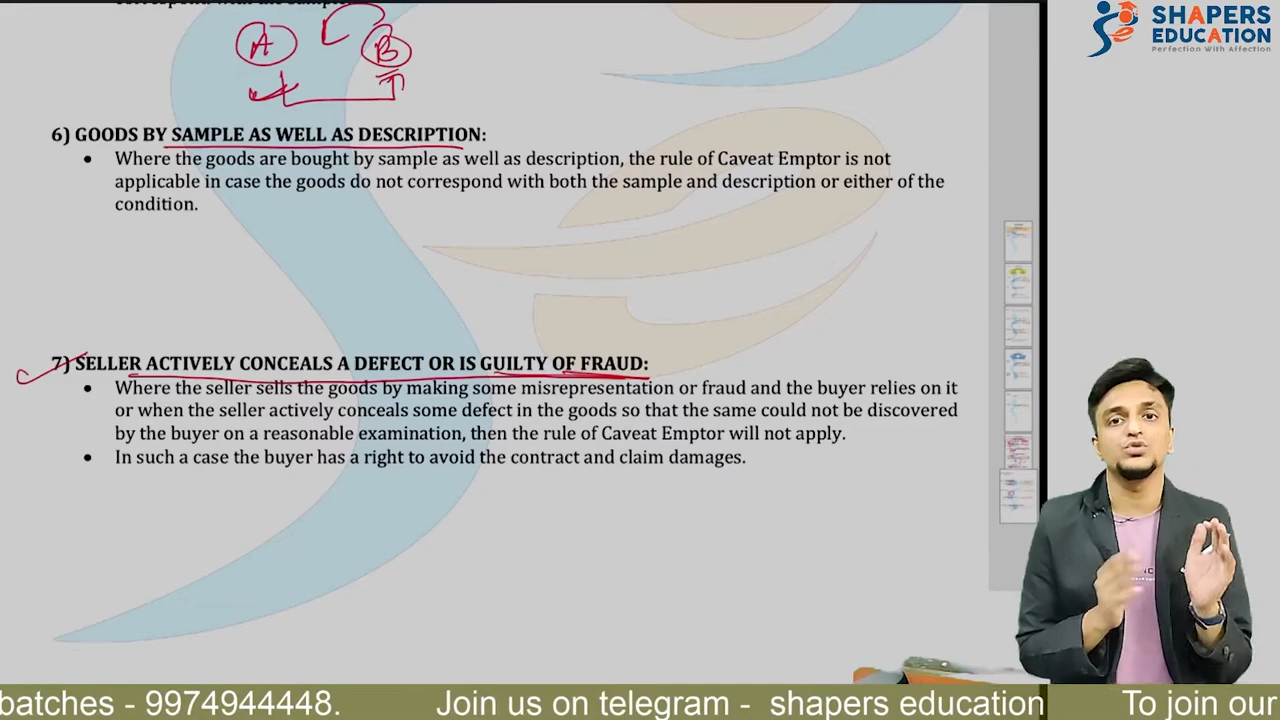 correspond with the sample
SHAPERS
EDUCATION
Perfection With Affection
A
B
6) GOODS BY SAMPLE AS WELL AS DESCRIPTION:
• Where the goods are bought by sample as well as description, the rule of Caveat Emptor is not
applicable in case the goods do not correspond with both the sample and description or either of the
condition.
7) SELLER ACTIVELY CONCEALS A DEFECT OR IS GUILTY OF FRAUD:
• Where the seller sells the goods by making some misrepresentation or fraud and the buyer relies on it
or when the seller actively conceals some defect in the goods so that the same could not be discovered
by the buyer on a reasonable examination, then the rule of Caveat Emptor will not apply.
• In such a case the buyer has a right to avoid the contract and claim damages.
batches - 9974944448. Join us on telegram - shapers education To join our